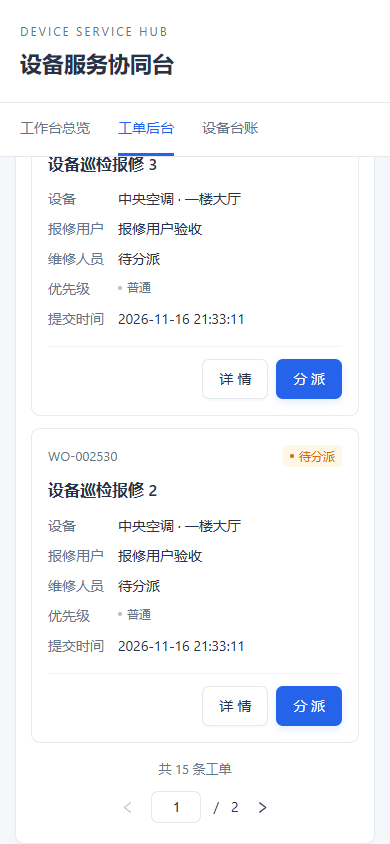 DEVICE SERVICE HUB
设备服务协同台
工作台总览 工单后台 设备台账
设备巡检报修 3
设备 中央空调 · 一楼大厅
报修用户 报修用户验收
维修人员 待分派
优先级 普通
提交时间 2026-11-16 21:33:11
详 情 分 派
WO-002530 待分派
设备巡检报修 2
设备 中央空调 · 一楼大厅
报修用户 报修用户验收
维修人员 待分派
优先级 普通
提交时间 2026-11-16 21:33:11
详 情 分 派
共 15 条工单
1 / 2